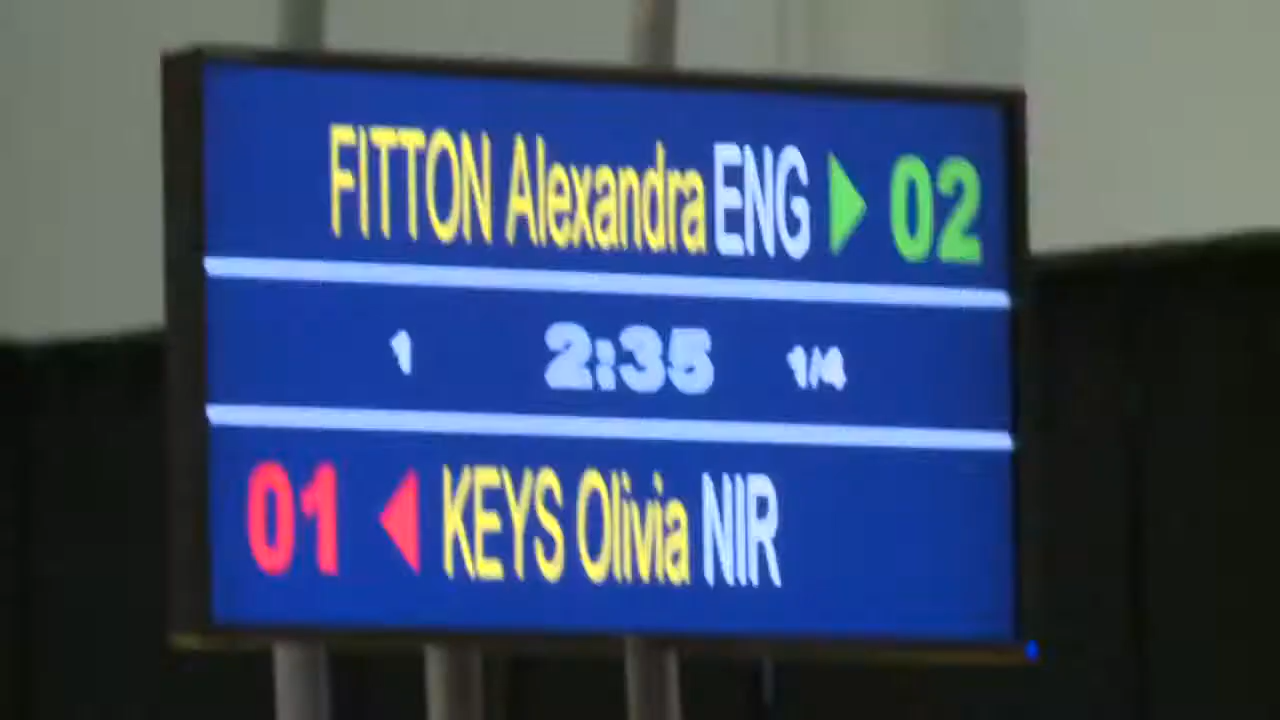 FITTON Alexandra ENG ▶ 02
1 2:35 1/4
01 ◀ KEYS Olivia NIR